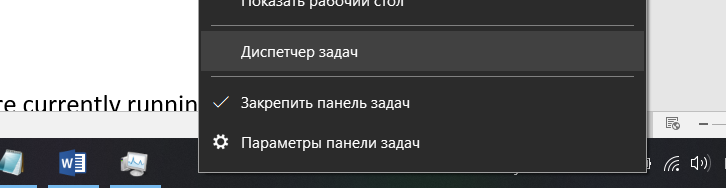 Показать рабочий стол
Диспетчер задач
re currently runnin
Закрепить панель задач
Параметры панели задач